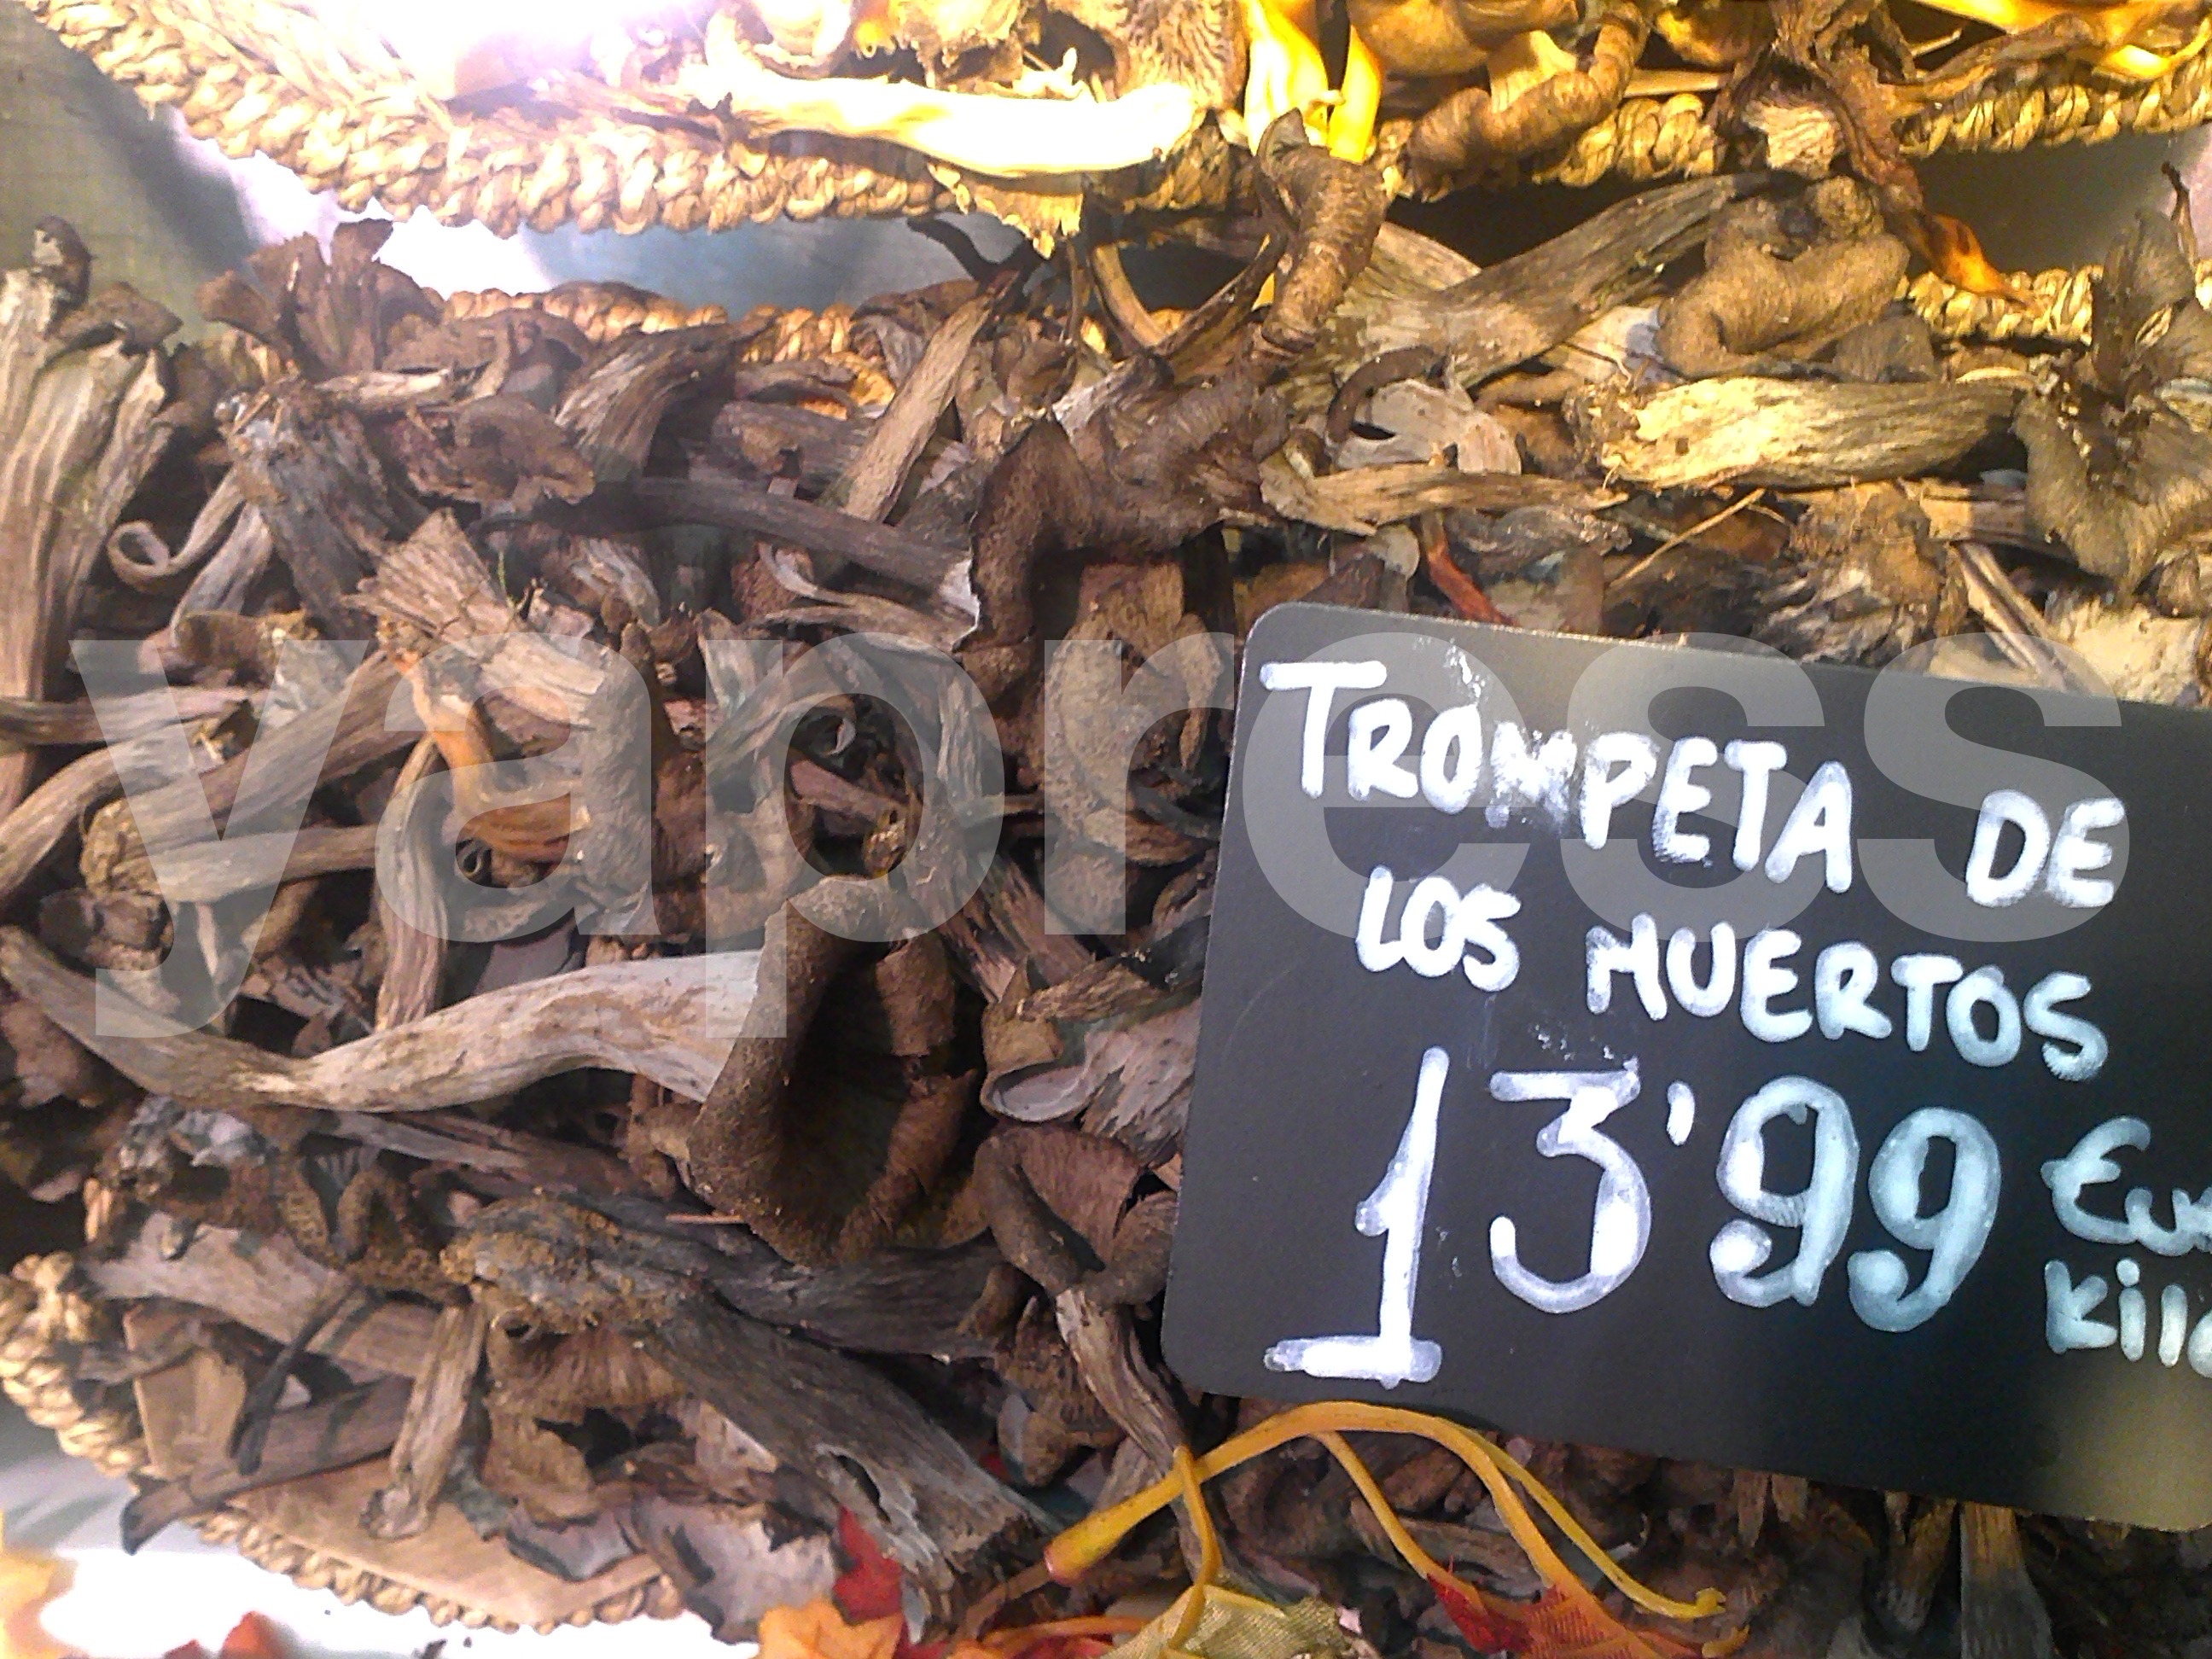 TROMPETA DE
LOS MUERTOS
13'99
yapress